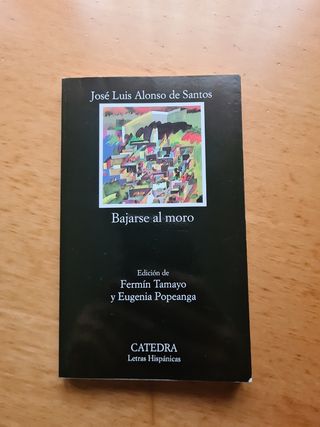 José Luis Alonso de Santos
Bajarse al moro
Edición de
Fermín Tamayo
y Eugenia Popeanga
CATEDRA
Letras Hispánicas